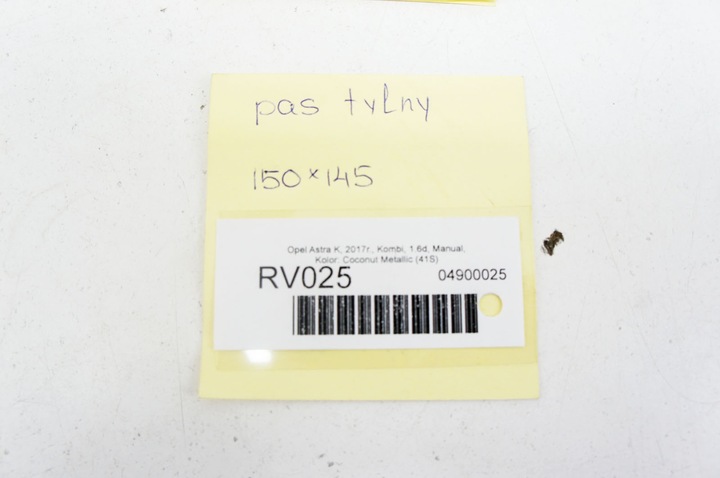 pas tylny
150 x 145
Opel Astra K, 2017r., Kombi, 1.6d, Manual,
Kolor: Coconut Metallic (41S)
RV025 04900025